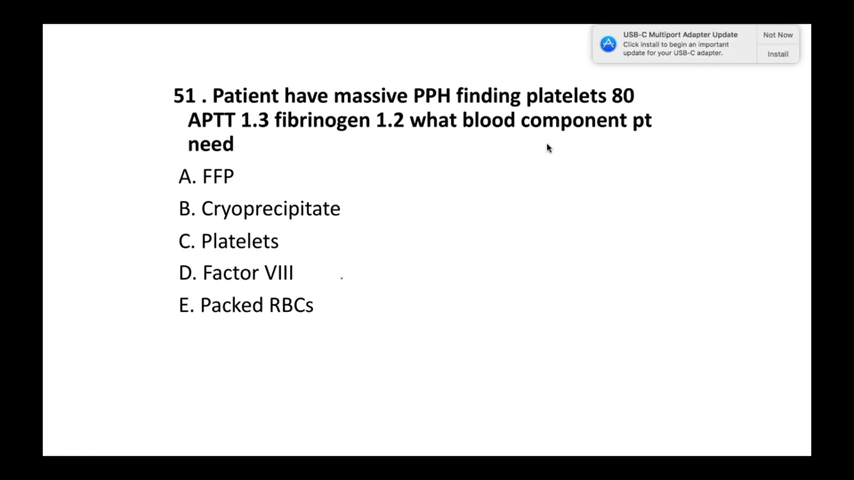 USB-C Multiport Adapter Update
Click Install to begin an important
update for your USB-C adapter.
Not Now
Install
51 . Patient have massive PPH finding platelets 80
APTT 1.3 fibrinogen 1.2 what blood component pt
need
A. FFP
B. Cryoprecipitate
C. Platelets
D. Factor VIII
E. Packed RBCs